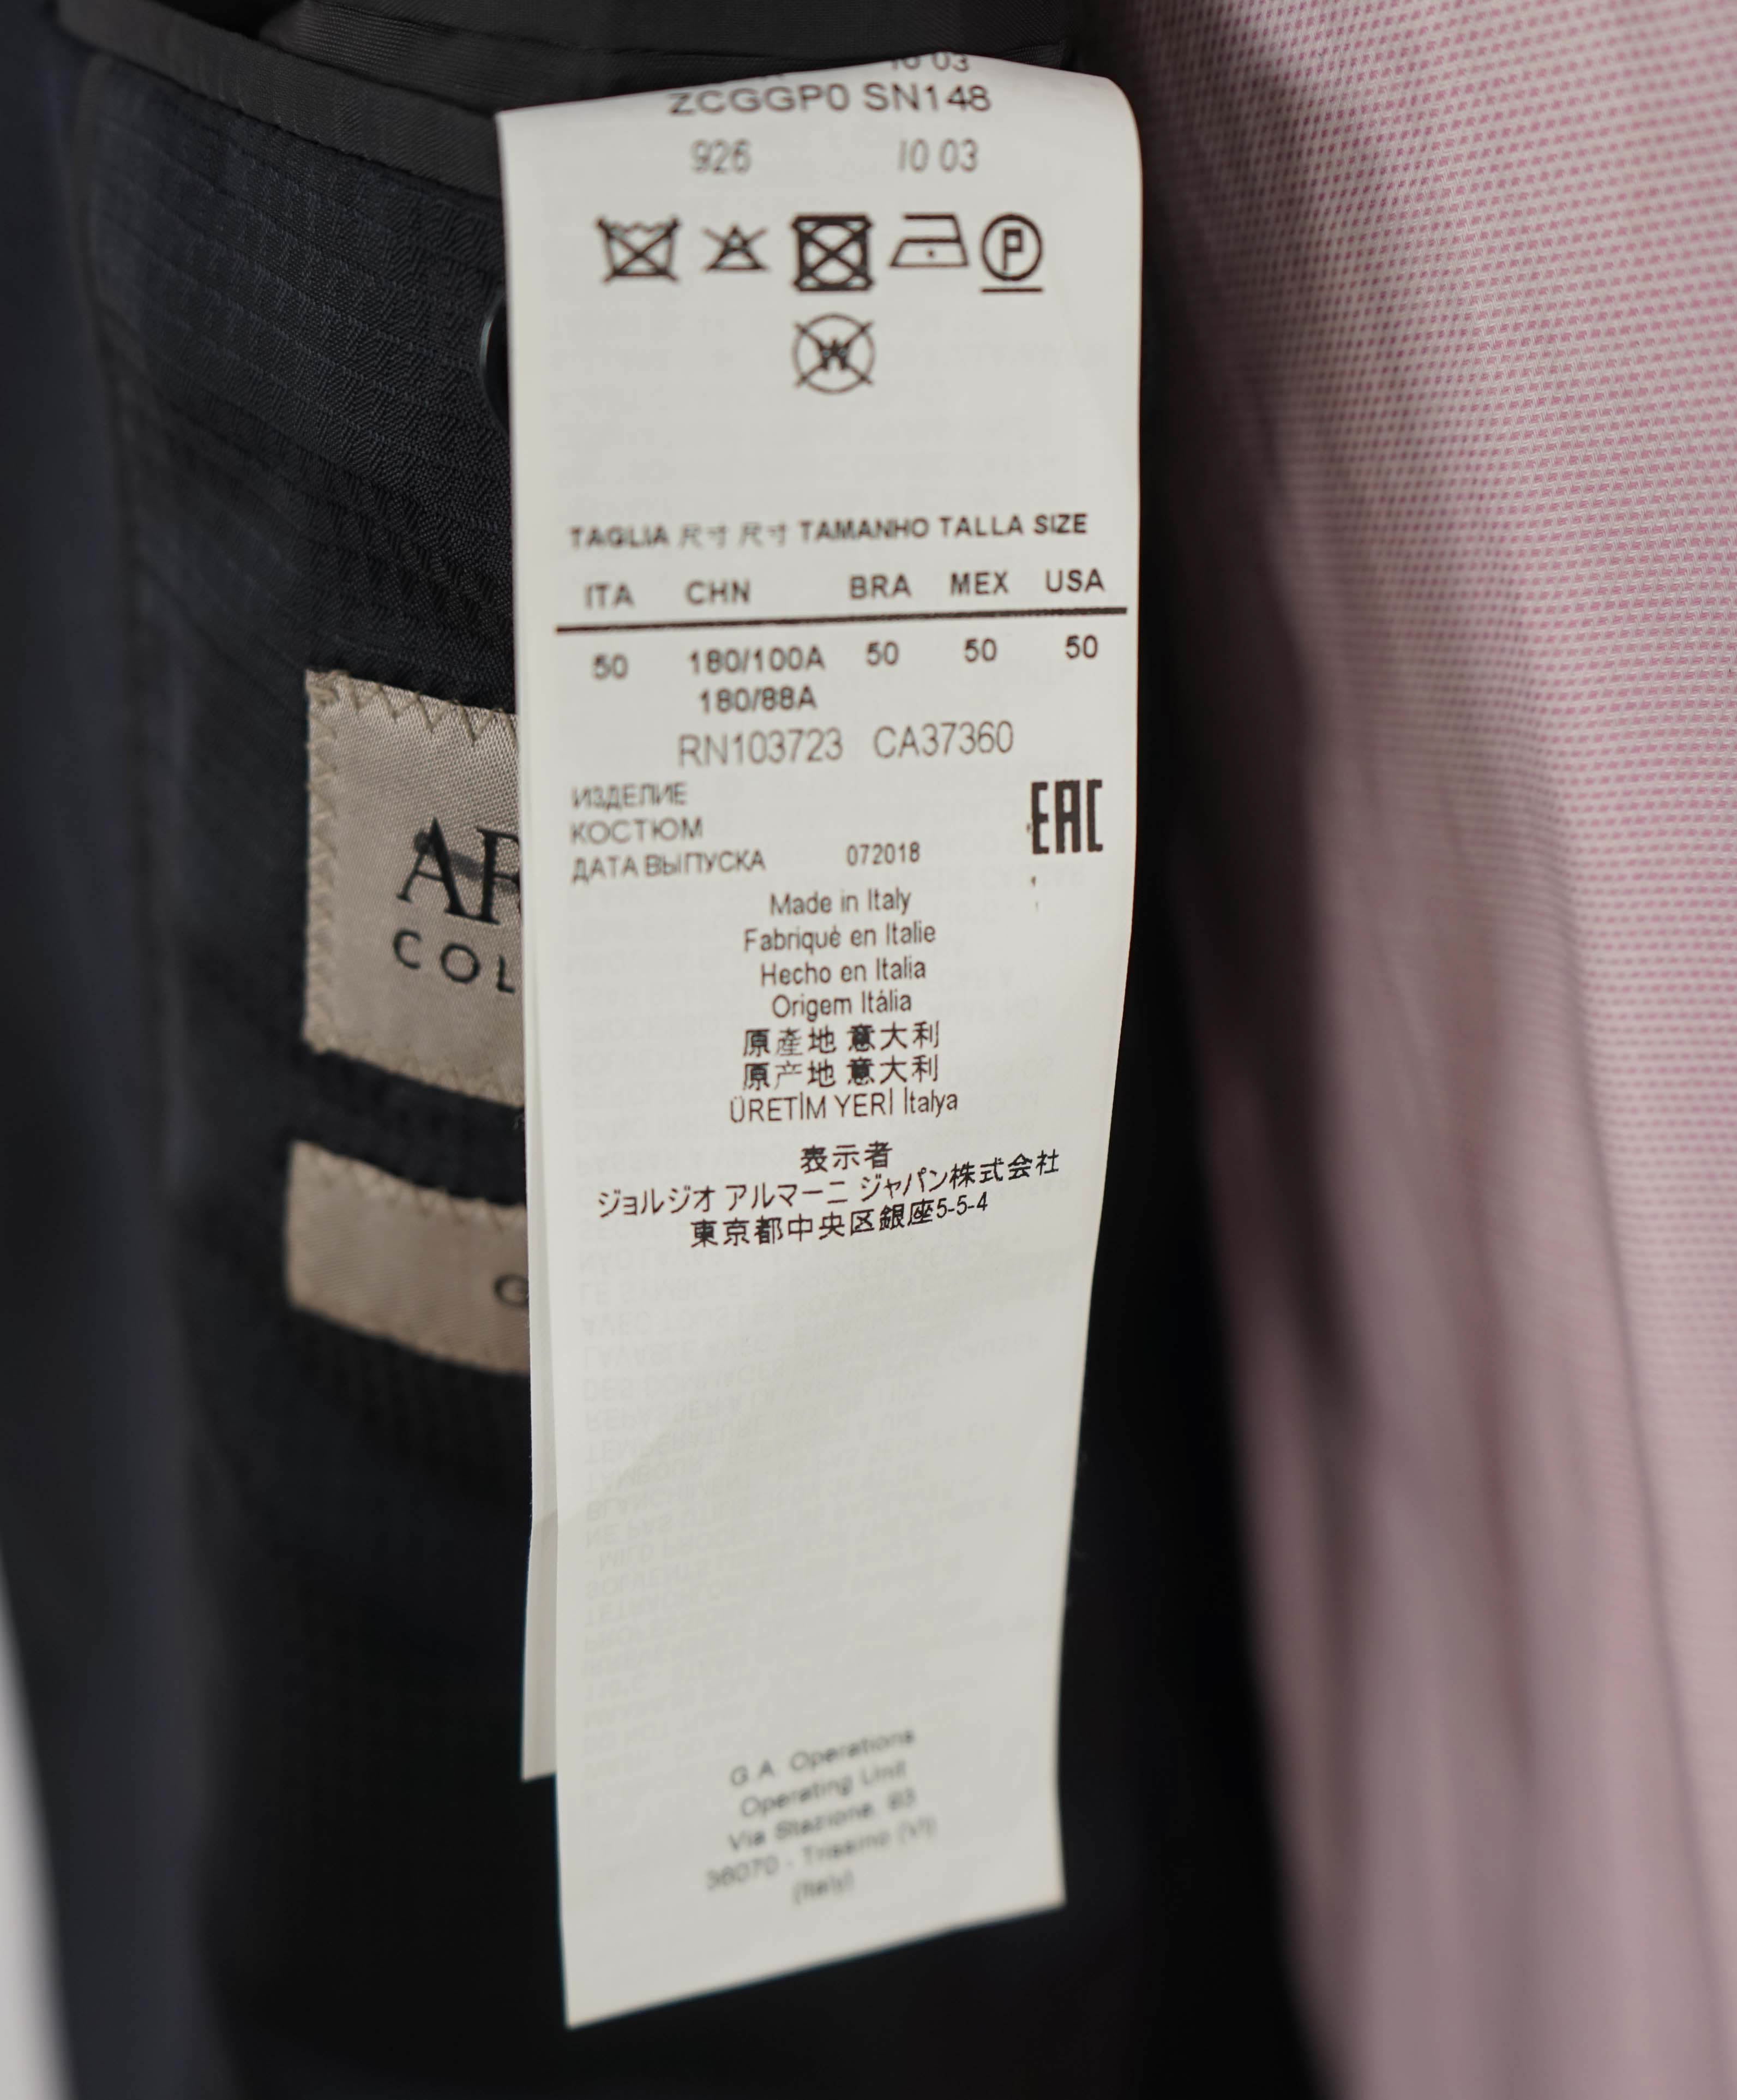 10 03
ZCGGP0 SN148
926 10 03
P
W
TAGLIA 尺寸 尺寸 TAMANHO TALLA SIZE
ITA CHN BRA MEX USA
50 180/100A 50 50 50
180/88A
RN103723 CA37360
ИЗДЕЛИЕ
КОСТЮМ
ДАТА ВЫПУСКА 072018
EAC
Made in Italy
Fabriqué en Italie
Hecho en Italia
Origem Itália
原產地 意大利
原产地 意大利
ÜRETİM YERİ İtalya
表示者
ジョルジオ アルマーニ ジャパン株式会社
東京都中央区銀座5-5-4
G.A. Operations
Operating Unit
Via Stazione, 93
36070 - Trissino (VI)
(Italy)
AR
COL
G